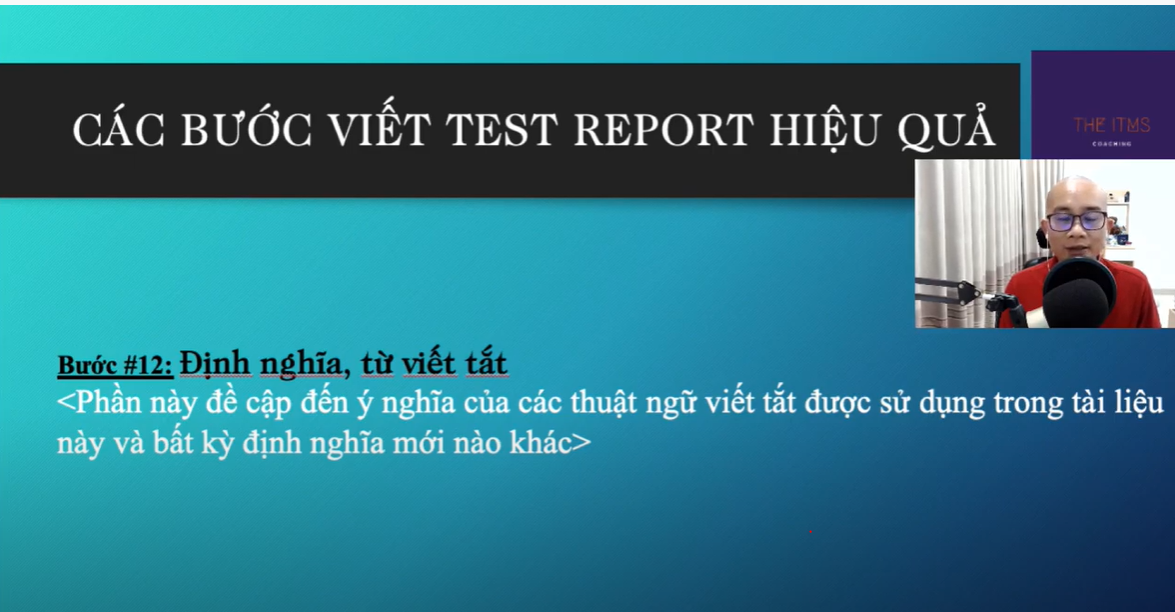 CÁC BƯỚC VIẾT TEST REPORT HIỆU QUẢ
THE ITMS
COACHING
Bước #12: Định nghĩa, từ viết tắt
<Phần này đề cập đến ý nghĩa của các thuật ngữ viết tắt được sử dụng trong tài liệu
này và bất kỳ định nghĩa mới nào khác>